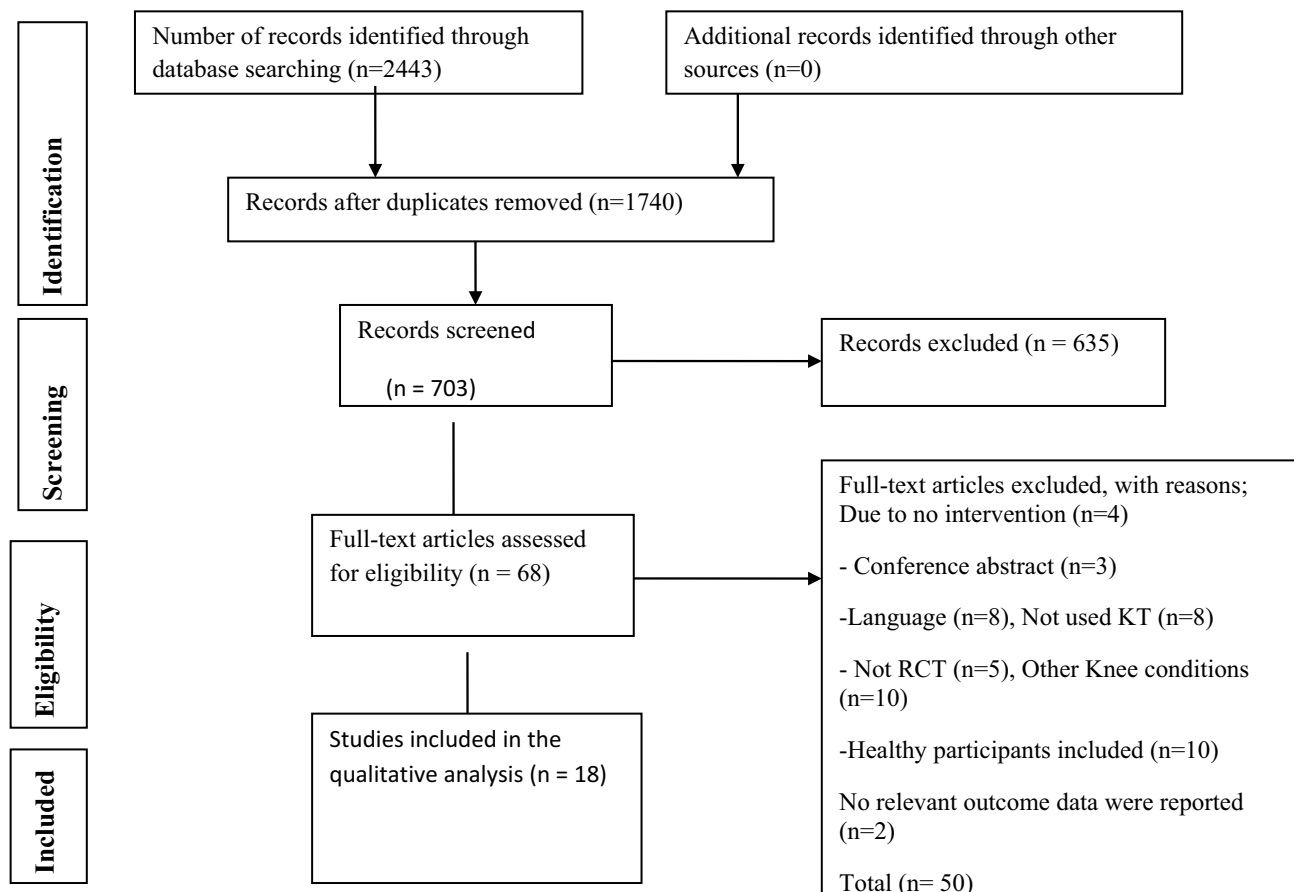 Identification
Number of records identified through
database searching (n=2443)
Additional records identified through other
sources (n=0)
Records after duplicates removed (n=1740)
Screening
Records screened
(n = 703)
Records excluded (n = 635)
Eligibility
Full-text articles assessed
for eligibility (n = 68)
Full-text articles excluded, with reasons;
Due to no intervention (n=4)
- Conference abstract (n=3)
-Language (n=8), Not used KT (n=8)
- Not RCT (n=5), Other Knee conditions
(n=10)
-Healthy participants included (n=10)
No relevant outcome data were reported
(n=2)
Total (n= 50)
Included
Studies included in the
qualitative analysis (n = 18)